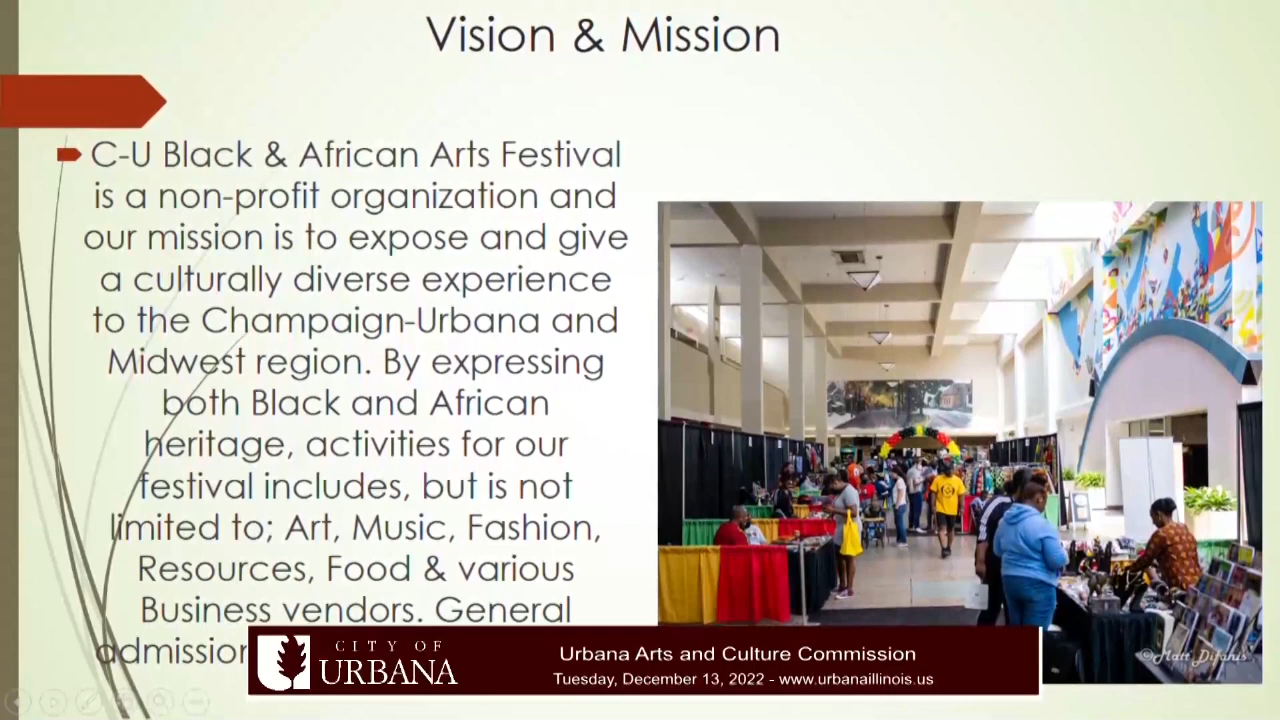 Vision & Mission
C-U Black & African Arts Festival
is a non-profit organization and
our mission is to expose and give
a culturally diverse experience
to the Champaign-Urbana and
Midwest region. By expressing
both Black and African
heritage, activities for our
festival includes, but is not
limited to; Art, Music, Fashion,
Resources, Food & various
Business vendors. General
admission
CITY OF
URBANA
Urbana Arts and Culture Commission
Tuesday, December 13, 2022 - www.urbanaillinois.us
©Matt Difanis